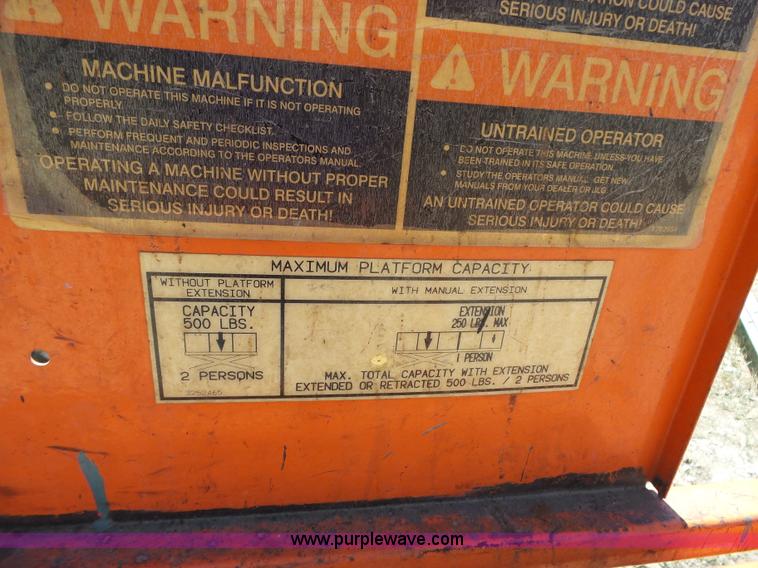 WARNING
MACHINE MALFUNCTION
• DO NOT OPERATE THIS MACHINE IF IT IS NOT OPERATING
PROPERLY.
• FOLLOW THE DAILY SAFETY CHECKLIST.
• PERFORM FREQUENT AND PERIODIC INSPECTIONS AND
MAINTENANCE ACCORDING TO THE OPERATORS MANUAL.
OPERATING A MACHINE WITHOUT PROPER
MAINTENANCE COULD RESULT IN
SERIOUS INJURY OR DEATH!
OPERATION COULD CAUSE
SERIOUS INJURY OR DEATH!
WARNING
UNTRAINED OPERATOR
• DO NOT OPERATE THIS MACHINE UNLESS YOU HAVE
BEEN TRAINED IN ITS SAFE OPERATION.
• STUDY THE OPERATORS MANUAL. GET NEW
MANUALS FROM YOUR DEALER OR JLG
AN UNTRAINED OPERATOR COULD CAUSE
SERIOUS INJURY OR DEATH!
MAXIMUM PLATFORM CAPACITY
WITHOUT PLATFORM
EXTENSION
CAPACITY
500 LBS.
2 PERSONS
3252465
WITH MANUAL EXTENSION
EXTENSION
250 LBS. MAX
1 PERSON
MAX. TOTAL CAPACITY WITH EXTENSION
EXTENDED OR RETRACTED 500 LBS. / 2 PERSONS
www.purplewave.com